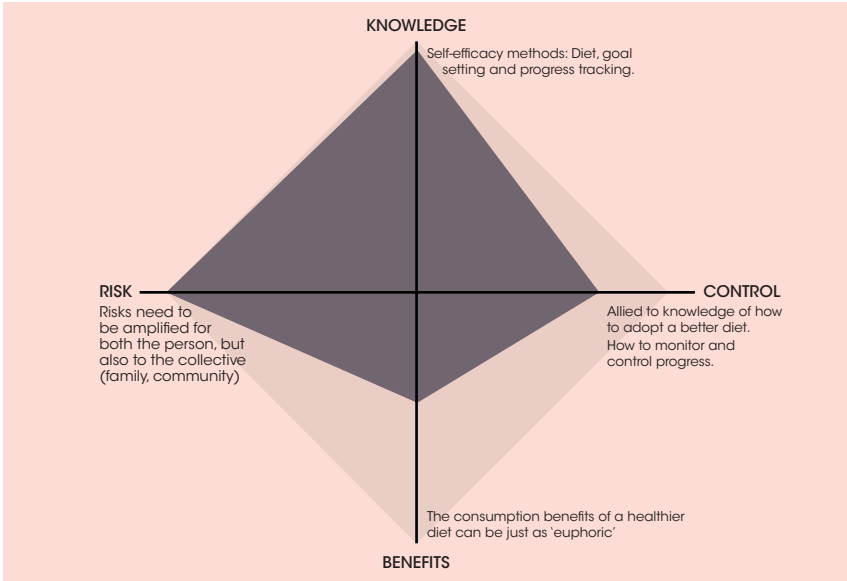 KNOWLEDGE
Self-efficacy methods: Diet, goal
setting and progress tracking.
RISK
Risks need to
be amplified for
both the person, but
also to the collective
(family, community)
CONTROL
Allied to knowledge of how
to adopt a better diet.
How to monitor and
control progress.
The consumption benefits of a healthier
diet can be just as ‘euphoric’
BENEFITS